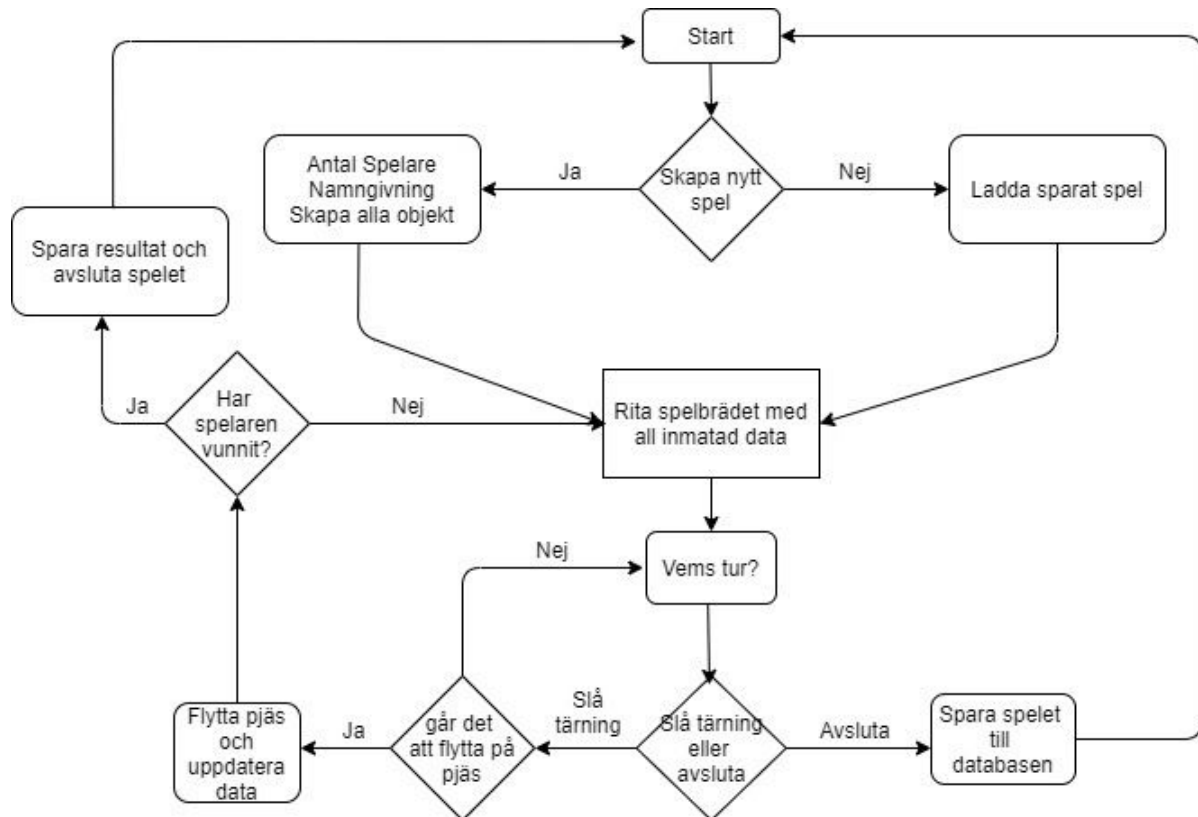 Start
Antal Spelare
Namngivning
Skapa alla objekt
Ja
Skapa nytt
spel
Nej
Ladda sparat spel
Spara resultat och
avsluta spelet
Ja
Har
spelaren
vunnit?
Nej
Rita spelbrädet med
all inmatad data
Nej
Vems tur?
Flytta pjäs
och
uppdatera
data
Ja
går det
att flytta på
pjäs
Slå
tärning
Slå tärning
eller
avsluta
Avsluta
Spara spelet
till
databasen